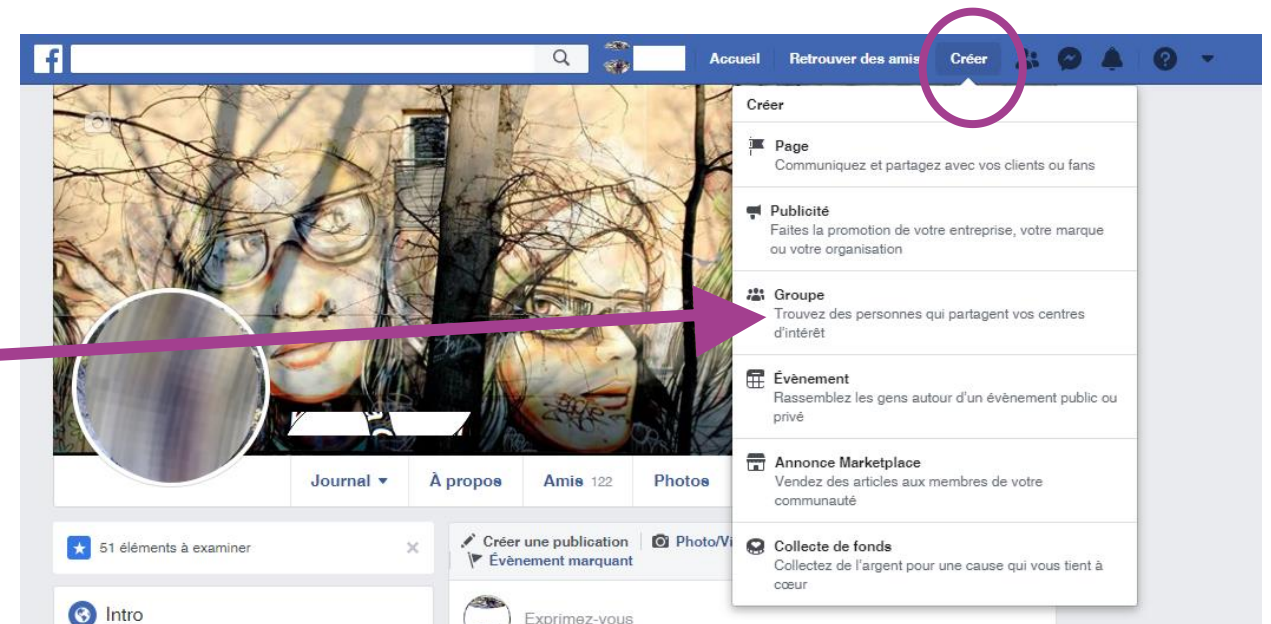 f
Accueil Retrouver des amis Créer
Créer
Page
Communiquez et partagez avec vos clients ou fans
Publicité
Faites la promotion de votre entreprise, votre marque
ou votre organisation
Groupe
Trouvez des personnes qui partagent vos centres
d'intérêt
Évènement
Rassemblez les gens autour d'un évènement public ou
privé
Annonce Marketplace
Vendez des articles aux membres de votre
communauté
Collecte de fonds
Collectez de l'argent pour une cause qui vous tient à
cœur
Journal À propos Amis 122 Photos
51 éléments à examiner
Intro
Créer une publication Photo/Vi
Évènement marquant
Exprimez-vous